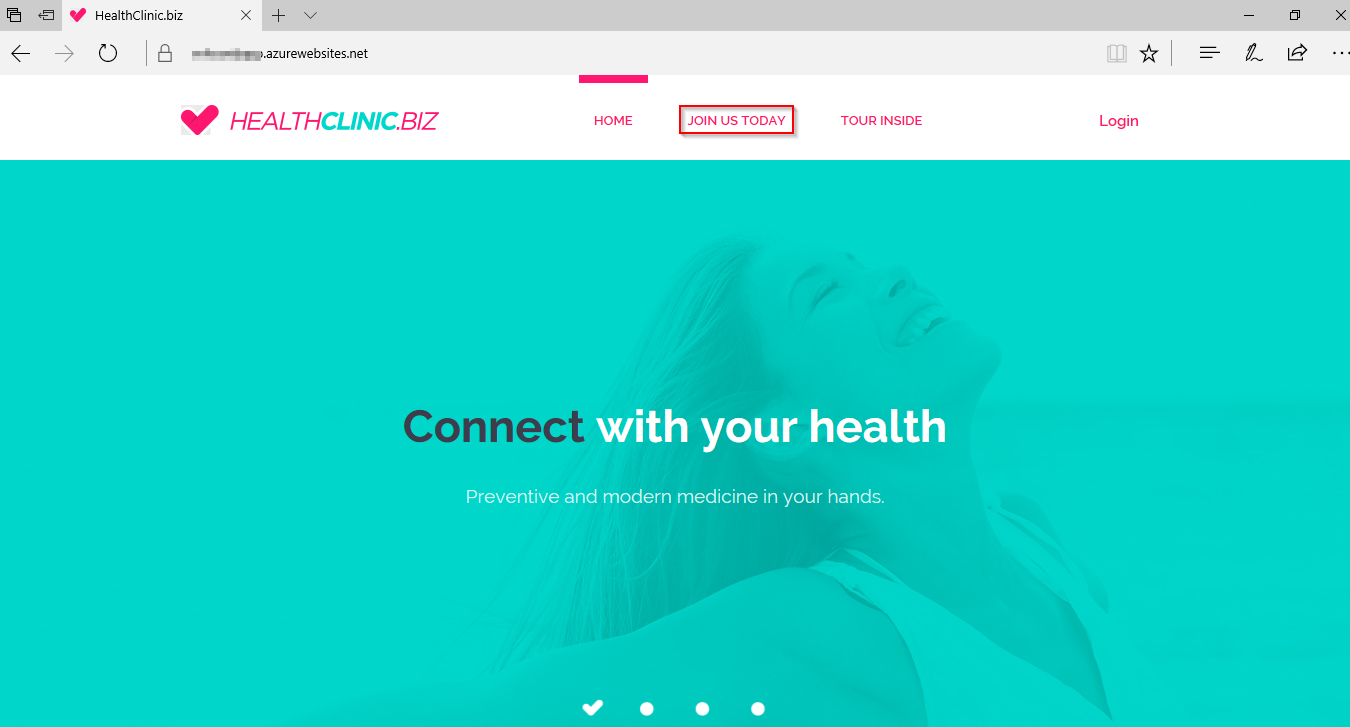 HealthClinic.biz
.azurewebsites.net
HEALTHCLINIC.BIZ
HOME
JOIN US TODAY
TOUR INSIDE
Login
Connect with your health
Preventive and modern medicine in your hands.